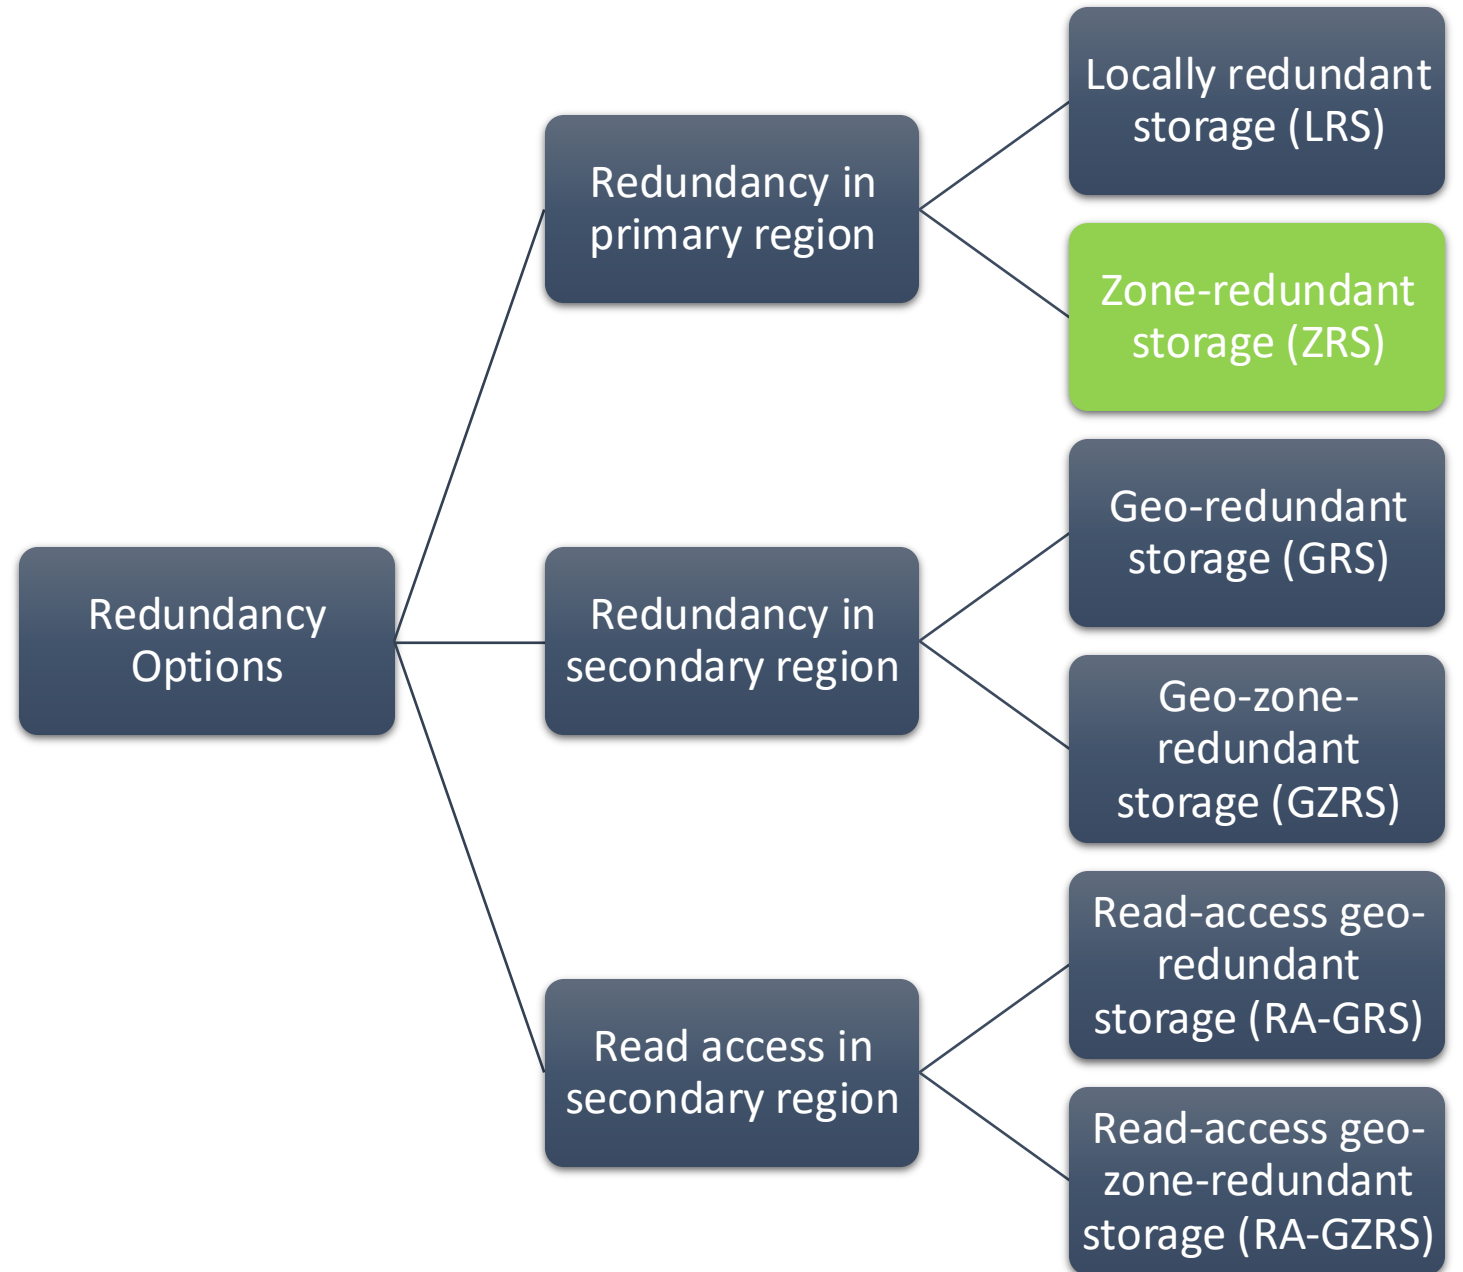 Redundancy
Options
Redundancy in
primary region
Locally redundant
storage (LRS)
Zone-redundant
storage (ZRS)
Redundancy in
secondary region
Geo-redundant
storage (GRS)
Geo-zone-
redundant
storage (GZRS)
Read access in
secondary region
Read-access geo-
redundant
storage (RA-GRS)
Read-access geo-
zone-redundant
storage (RA-GZRS)